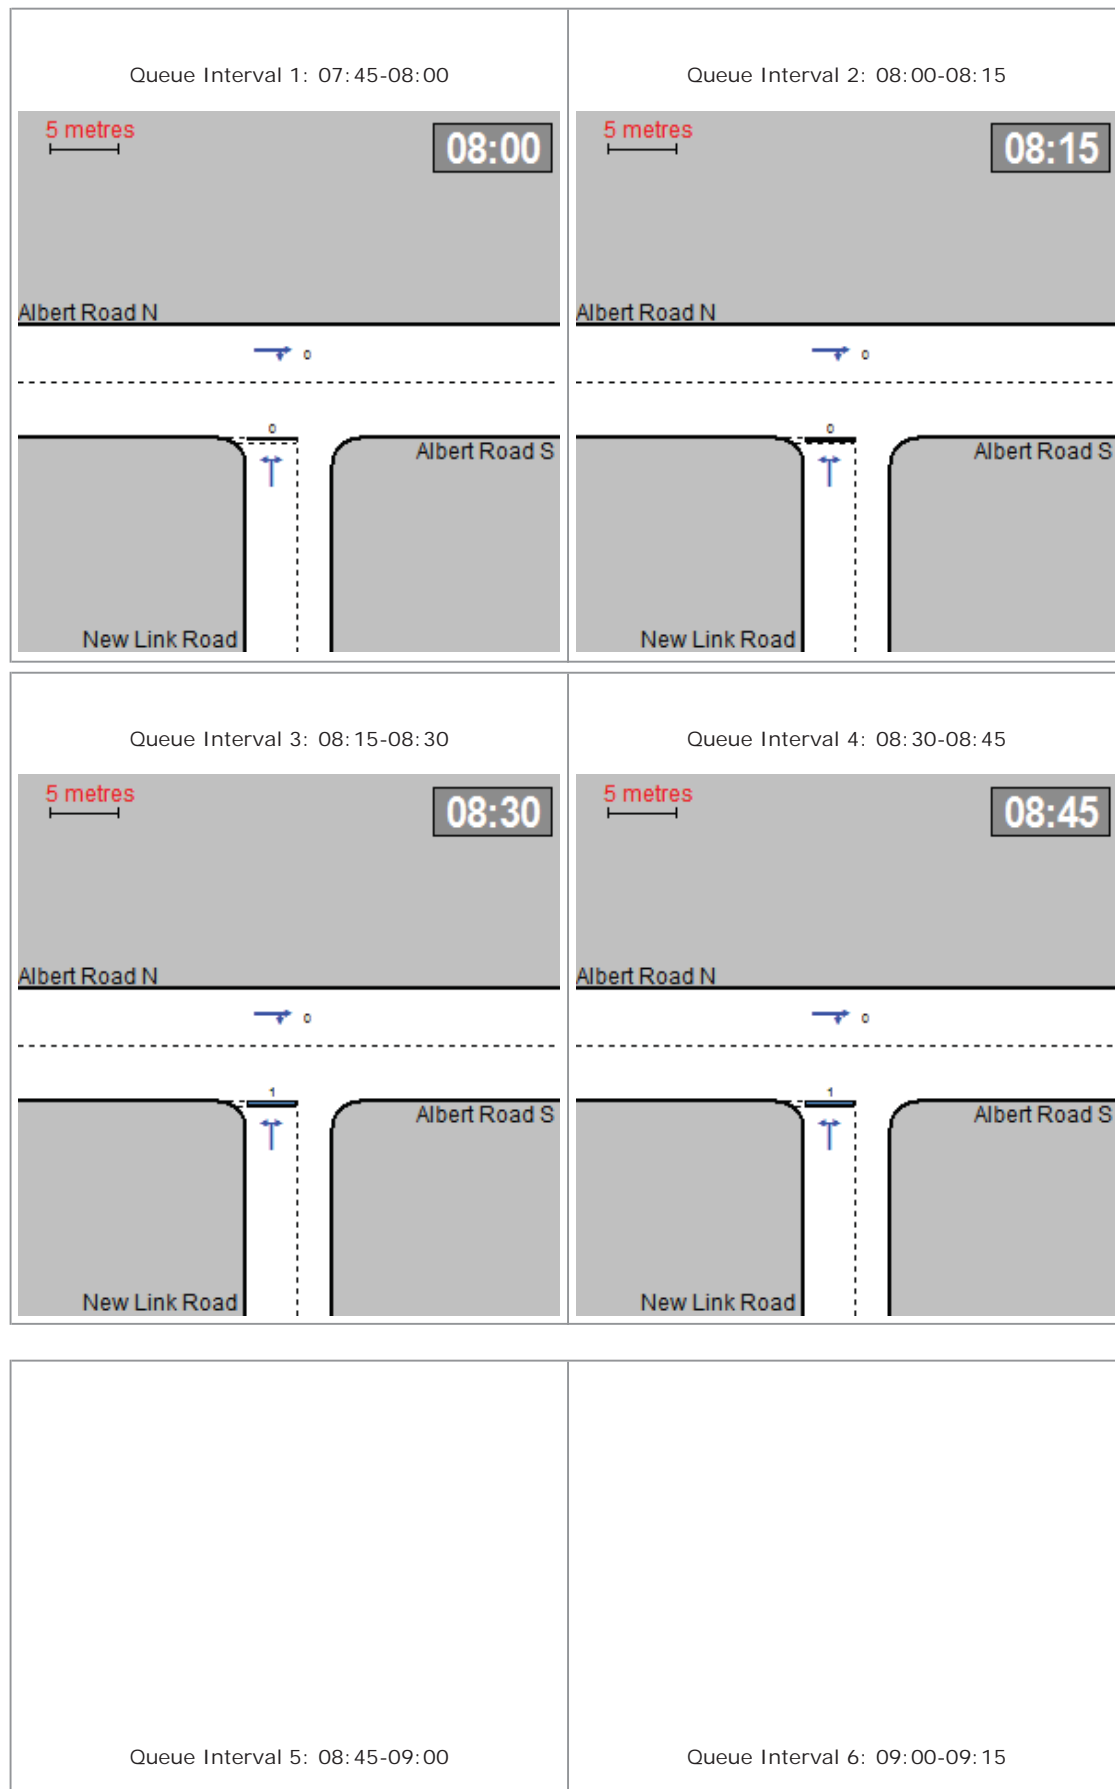 Queue Interval 1: 07:45-08:00
5 metres
08:00
Albert Road N
0
0
Albert Road S
New Link Road
Queue Interval 2: 08:00-08:15
5 metres
08:15
Albert Road N
0
0
Albert Road S
New Link Road
Queue Interval 3: 08:15-08:30
5 metres
08:30
Albert Road N
0
1
Albert Road S
New Link Road
Queue Interval 4: 08:30-08:45
5 metres
08:45
Albert Road N
0
1
Albert Road S
New Link Road
Queue Interval 5: 08:45-09:00
Queue Interval 6: 09:00-09:15